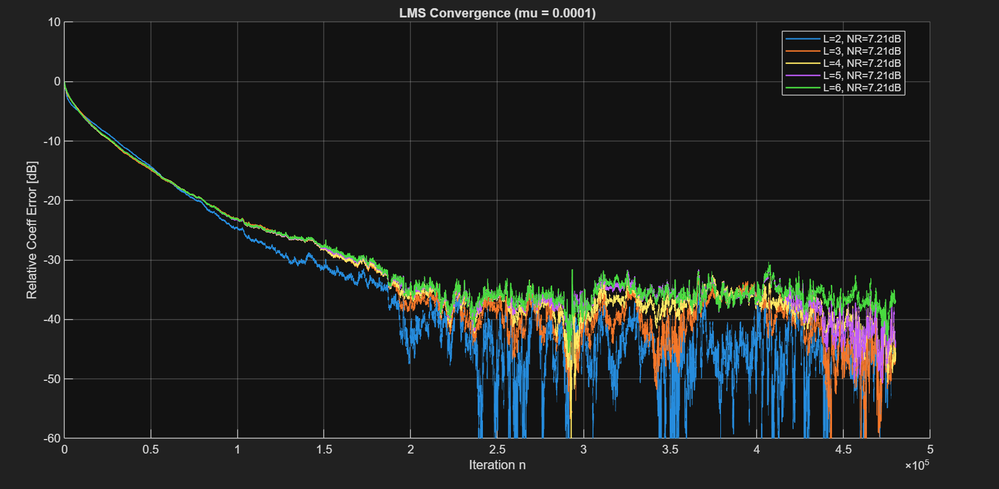 LMS Convergence (mu = 0.0001)
10
0
-10
-20
-30
-40
-50
-60
Relative Coeff Error [dB]
L=2, NR=7.21dB
L=3, NR=7.21dB
L=4, NR=7.21dB
L=5, NR=7.21dB
L=6, NR=7.21dB
0 0.5 1 1.5 2 2.5 3 3.5 4 4.5 5
Iteration n
×10⁵